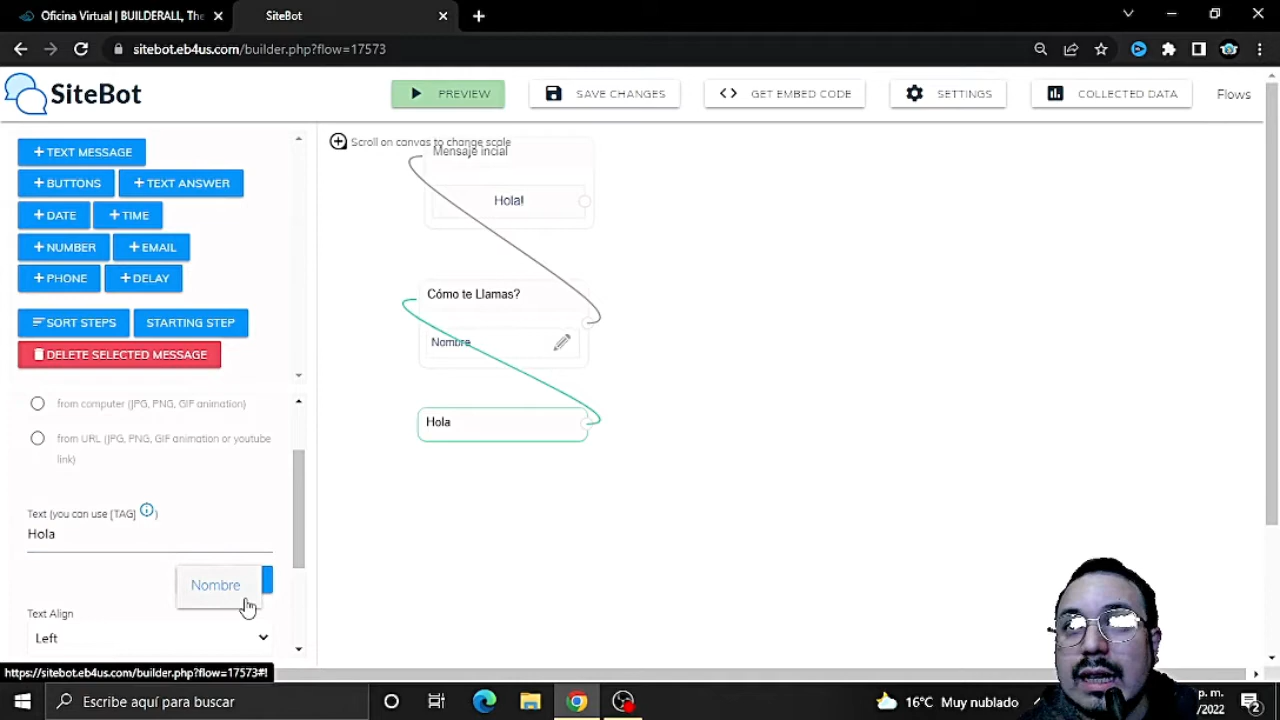 Oficina Virtual | BUILDERALL, The
SiteBot
sitebot.eb4us.com/builder.php?flow=17573
SiteBot
PREVIEW
SAVE CHANGES
GET EMBED CODE
SETTINGS
COLLECTED DATA
Flows
+ TEXT MESSAGE
+ BUTTONS
+ TEXT ANSWER
+ DATE
+ TIME
+ NUMBER
+ EMAIL
+ PHONE
+ DELAY
SORT STEPS
STARTING STEP
DELETE SELECTED MESSAGE
from computer (JPG, PNG, GIF animation)
from URL (JPG, PNG, GIF animation or youtube
link)
Text (you can use [TAG]
)
Hola
Nombre
Text Align
Left
Scroll on canvas to change scale
Mensaje incial
Hola!
Cómo te Llamas?
Nombre
Hola
https://sitebot.eb4us.com/builder.php?flow=17573#!
Escribe aquí para buscar
16°C Muy nublado
p. m.
/2022
2